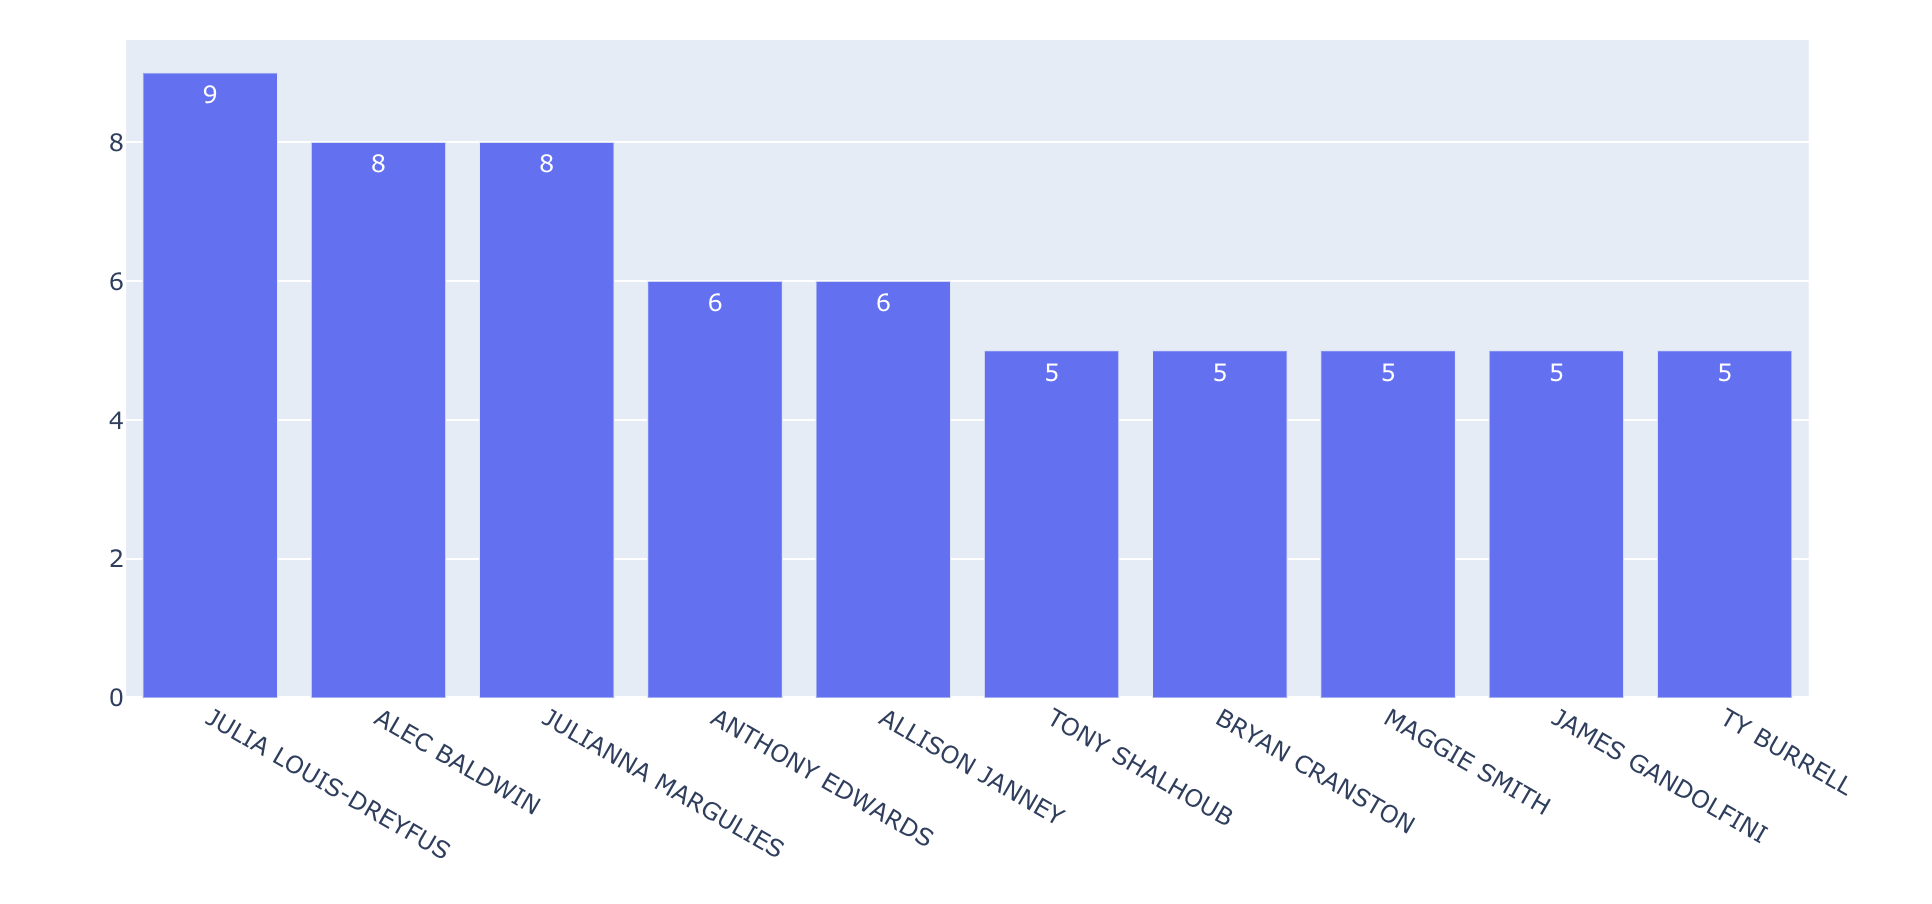 9
8
8
8
6
6
6
5
5
5
5
5
4
2
0
JULIA LOUIS-DREYFUS
ALEC BALDWIN
JULIANNA MARGULIES
ANTHONY EDWARDS
ALLISON JANNEY
TONY SHALHOUB
BRYAN CRANSTON
MAGGIE SMITH
JAMES GANDOLFINI
TY BURRELL